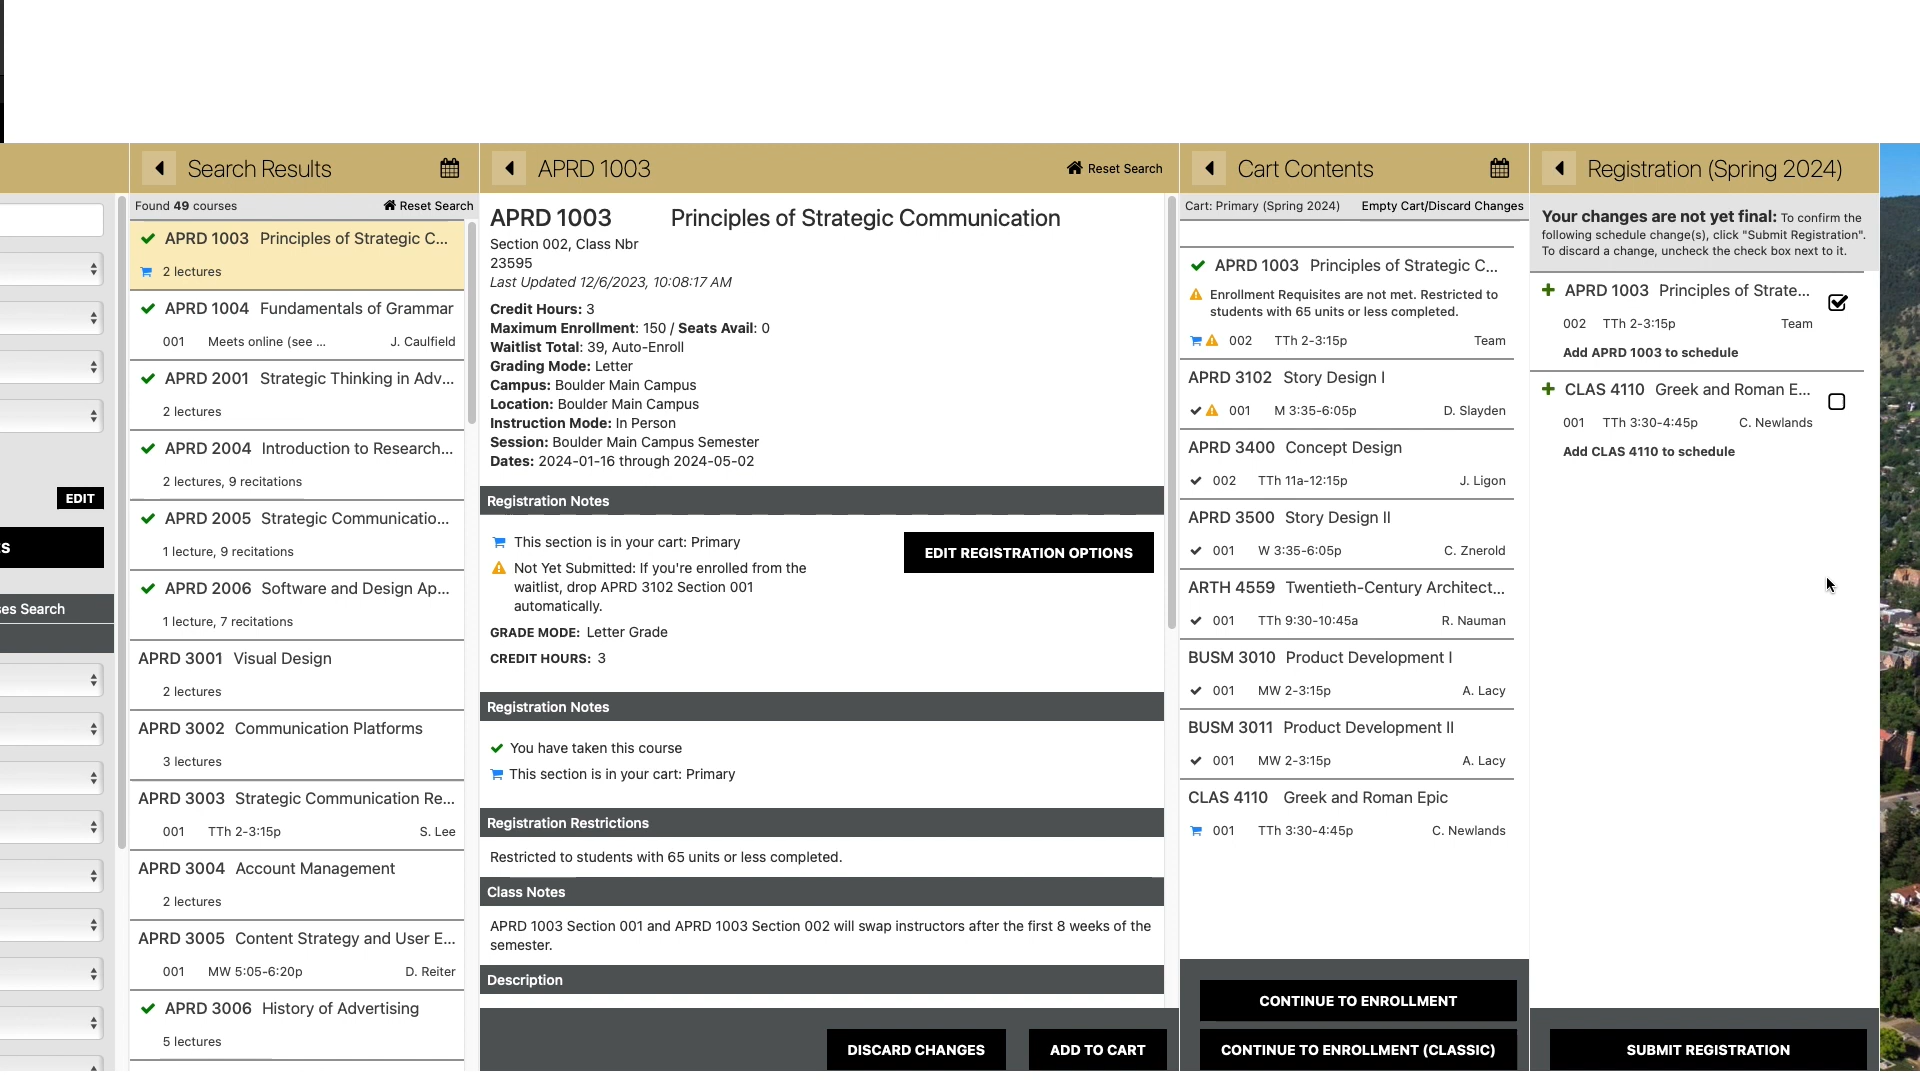 EDIT
S
ses Search
Search Results
Found 49 courses
Reset Search
APRD 1003 Principles of Strategic C...
2 lectures
APRD 1004 Fundamentals of Grammar
001 Meets online (see ... J. Caulfield
APRD 2001 Strategic Thinking in Adv...
2 lectures
APRD 2004 Introduction to Research...
2 lectures, 9 recitations
APRD 2005 Strategic Communicatio...
1 lecture, 9 recitations
APRD 2006 Software and Design Ap...
1 lecture, 7 recitations
APRD 3001 Visual Design
2 lectures
APRD 3002 Communication Platforms
3 lectures
APRD 3003 Strategic Communication Re...
001 TTh 2-3:15p S. Lee
APRD 3004 Account Management
2 lectures
APRD 3005 Content Strategy and User E...
001 MW 5:05-6:20p D. Reiter
APRD 3006 History of Advertising
5 lectures
APRD 1003
Reset Search
APRD 1003 Principles of Strategic Communication
Section 002, Class Nbr
23595
Last Updated 12/6/2023, 10:08:17 AM
Credit Hours: 3
Maximum Enrollment: 150 / Seats Avail: 0
Waitlist Total: 39, Auto-Enroll
Grading Mode: Letter
Campus: Boulder Main Campus
Location: Boulder Main Campus
Instruction Mode: In Person
Session: Boulder Main Campus Semester
Dates: 2024-01-16 through 2024-05-02
Registration Notes
This section is in your cart: Primary
EDIT REGISTRATION OPTIONS
Not Yet Submitted: If you're enrolled from the
waitlist, drop APRD 3102 Section 001
automatically.
GRADE MODE: Letter Grade
CREDIT HOURS: 3
Registration Notes
You have taken this course
This section is in your cart: Primary
Registration Restrictions
Restricted to students with 65 units or less completed.
Class Notes
APRD 1003 Section 001 and APRD 1003 Section 002 will swap instructors after the first 8 weeks of the
semester.
Description
DISCARD CHANGES
ADD TO CART
Cart Contents
Cart: Primary (Spring 2024)
Empty Cart/Discard Changes
APRD 1003 Principles of Strategic C...
Enrollment Requisites are not met. Restricted to
students with 65 units or less completed.
002 TTh 2-3:15p Team
APRD 3102 Story Design I
001 M 3:35-6:05p D. Slayden
APRD 3400 Concept Design
002 TTh 11a-12:15p J. Ligon
APRD 3500 Story Design II
001 W 3:35-6:05p C. Znerold
ARTH 4559 Twentieth-Century Architect...
001 TTh 9:30-10:45a R. Nauman
BUSM 3010 Product Development I
001 MW 2-3:15p A. Lacy
BUSM 3011 Product Development II
001 MW 2-3:15p A. Lacy
CLAS 4110 Greek and Roman Epic
001 TTh 3:30-4:45p C. Newlands
CONTINUE TO ENROLLMENT
CONTINUE TO ENROLLMENT (CLASSIC)
Registration (Spring 2024)
Your changes are not yet final: To confirm the
following schedule change(s), click "Submit Registration".
To discard a change, uncheck the check box next to it.
APRD 1003 Principles of Strate...
002 TTh 2-3:15p Team
Add APRD 1003 to schedule
CLAS 4110 Greek and Roman E...
001 TTh 3:30-4:45p C. Newlands
Add CLAS 4110 to schedule
SUBMIT REGISTRATION